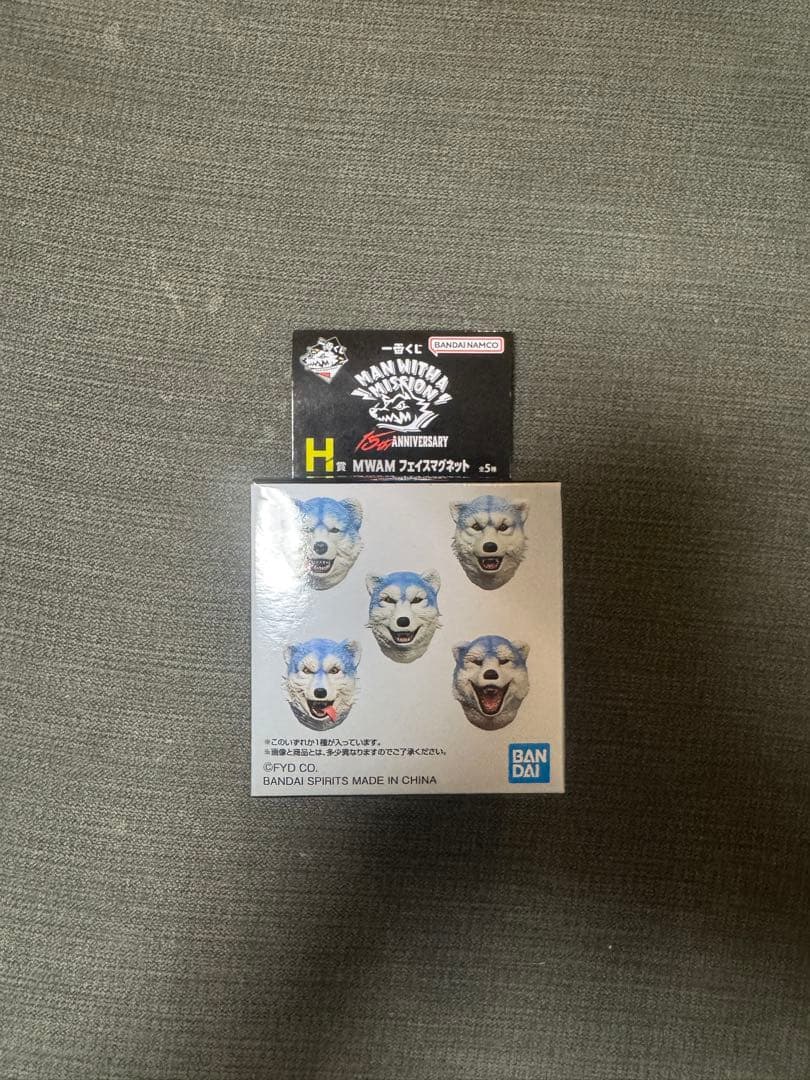 一番くじ
BANDAI NAMCO
MAN WITH A
MISSION
15th ANNIVERSARY
H賞 MWAM フェイスマグネット 全5種
※このいずれか1種が入っています。
※画像と商品とは、多少異なりますのでご了承ください。
©FYD CO.
BANDAI SPIRITS MADE IN CHINA
BAN
DAI